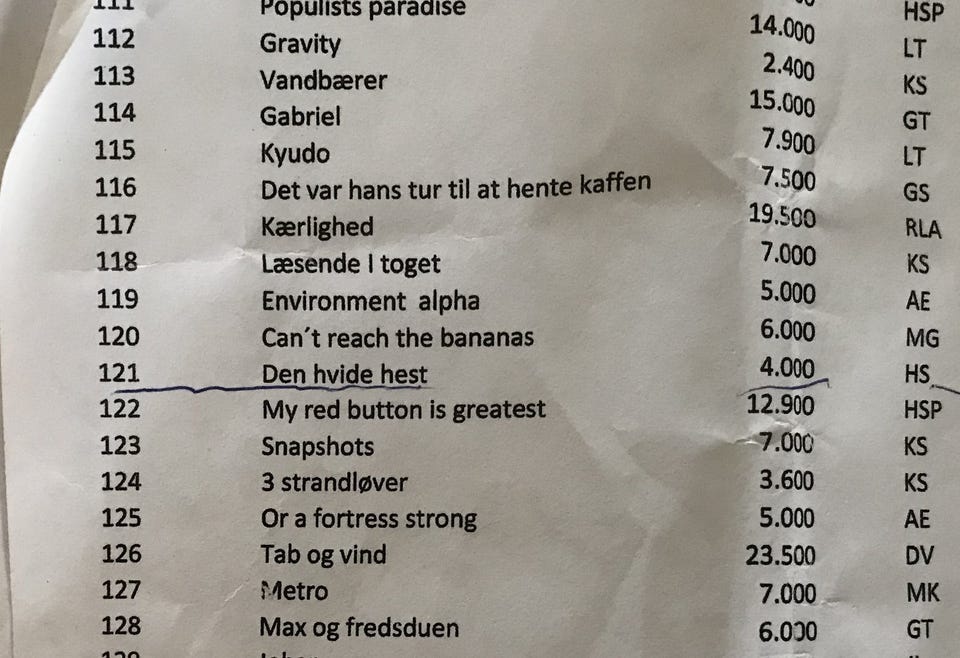 111 Populists paradise HSP
112 Gravity 14.000 LT
113 Vandbærer 2.400 KS
114 Gabriel 15.000 GT
115 Kyudo 7.900 LT
116 Det var hans tur til at hente kaffen 7.500 GS
117 Kærlighed 19.500 RLA
118 Læsende I toget 7.000 KS
119 Environment alpha 5.000 AE
120 Can´t reach the bananas 6.000 MG
121 Den hvide hest 4.000 HS
122 My red button is greatest 12.900 HSP
123 Snapshots 7.000 KS
124 3 strandløver 3.600 KS
125 Or a fortress strong 5.000 AE
126 Tab og vind 23.500 DV
127 Metro 7.000 MK
128 Max og fredsduen 6.000 GT